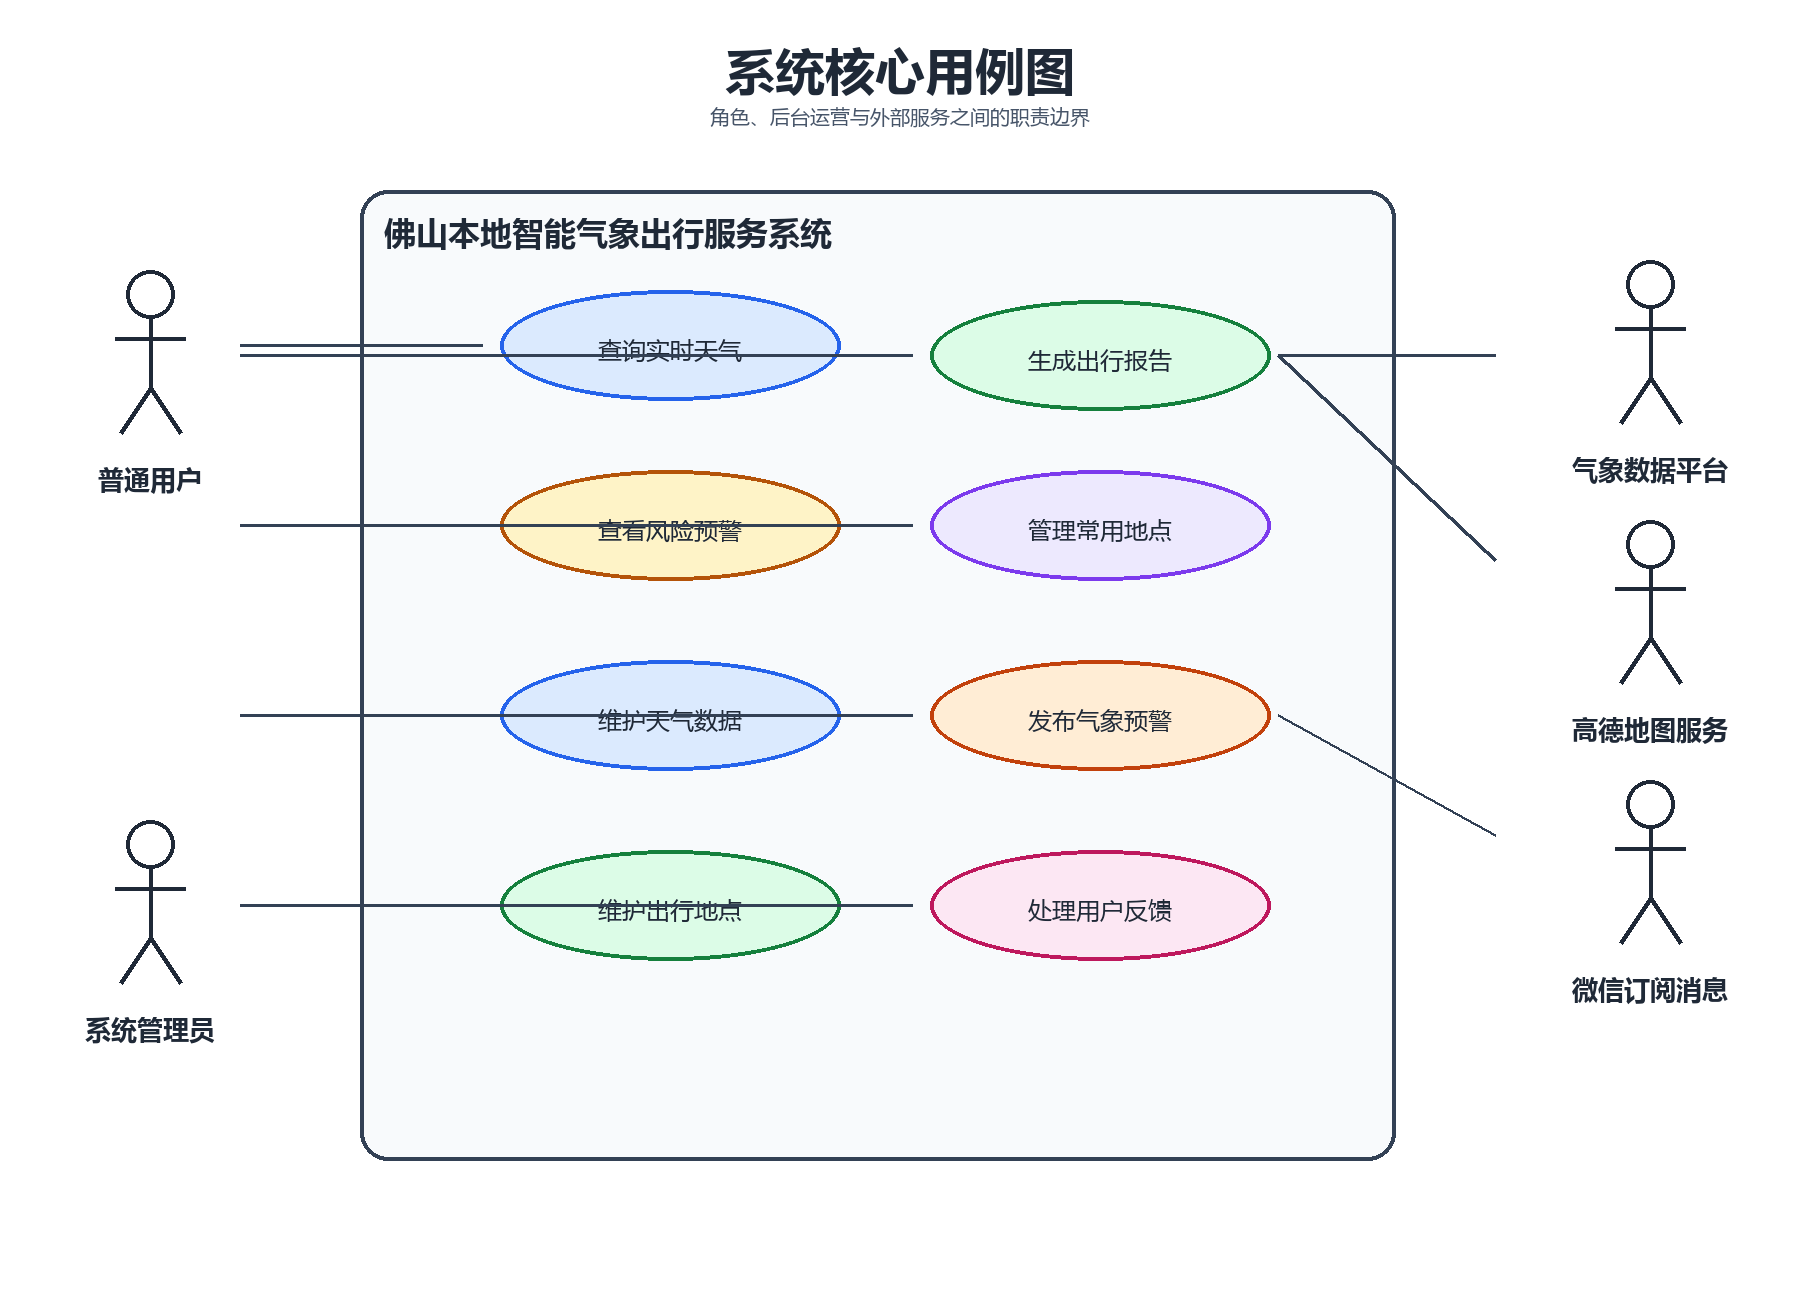 系统核心用例图
角色、后台运营与外部服务之间的职责边界
佛山本地智能气象出行服务系统
查询实时天气
生成出行报告
普通用户
气象数据平台
查看风险预警
管理常用地点
维护天气数据
发布气象预警
高德地图服务
维护出行地点
处理用户反馈
系统管理员
微信订阅消息